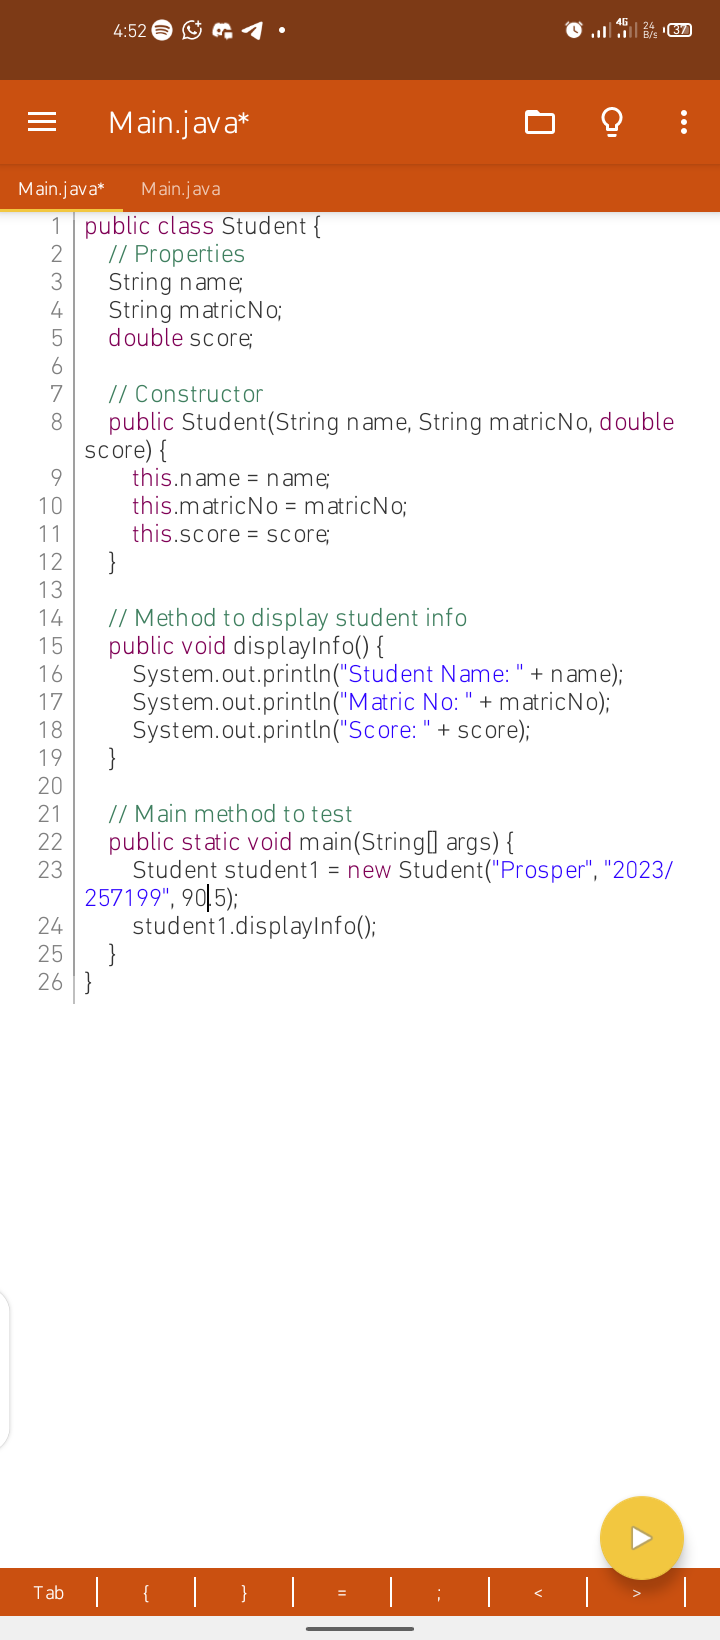 4:52
4G
24
B/s
37
Main.java*
Main.java*
Main.java
1 public class Student {
2 // Properties
3 String name;
4 String matricNo;
5 double score;
6
7 // Constructor
8 public Student(String name, String matricNo, double
score) {
9 this.name = name;
10 this.matricNo = matricNo;
11 this.score = score;
12 }
13
14 // Method to display student info
15 public void displayInfo() {
16 System.out.println("Student Name: " + name);
17 System.out.println("Matric No: " + matricNo);
18 System.out.println("Score: " + score);
19 }
20
21 // Main method to test
22 public static void main(String[] args) {
23 Student student1 = new Student("Prosper", "2023/
257199", 90.5);
24 student1.displayInfo();
25 }
26 }
Tab { } = ; < >